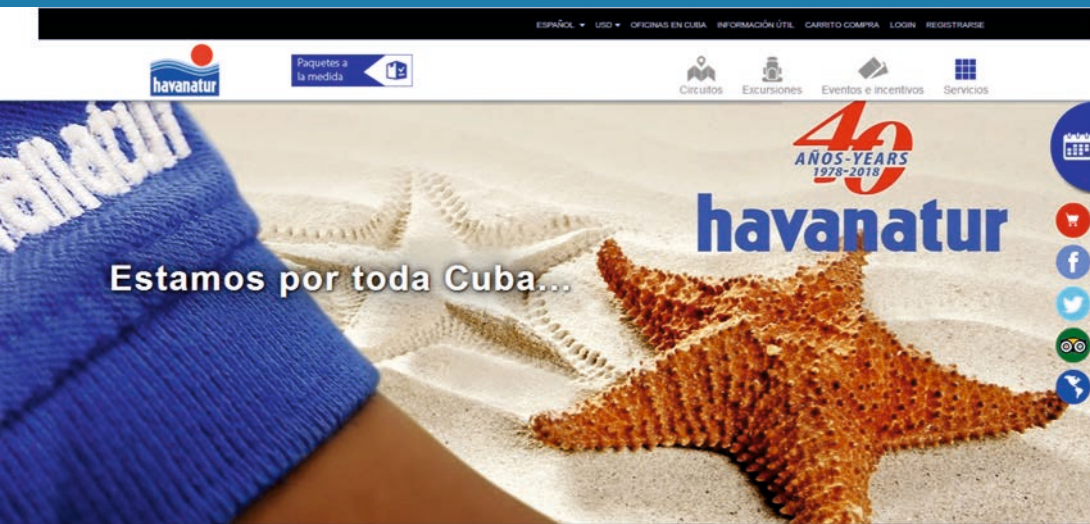 ESPAÑOL USD OFICINAS EN CUBA INFORMACIÓN ÚTIL CARRITO COMPRA LOGIN REGISTRARSE
havanatur
Paquetes a
la medida
Circuitos Excursiones Eventos e incentivos Servicios
40
AÑOS-YEARS
1978-2018
havanatur
Estamos por toda Cuba...